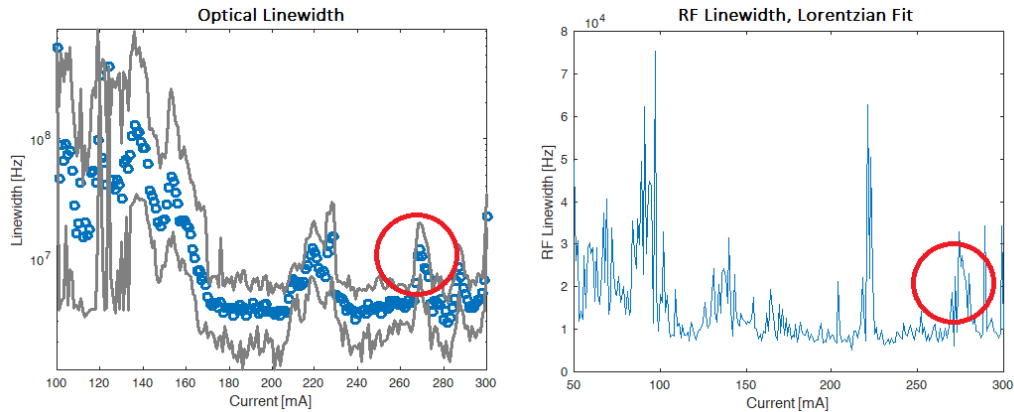 Optical Linewidth
Linewidth [Hz]
10^8
10^7
100 120 140 160 180 200 220 240 260 280 300
Current [mA]
RF Linewidth, Lorentzian Fit
×10^4
RF Linewidth [Hz]
8
7
6
5
4
3
2
1
0
50 100 150 200 250 300
Current [mA]